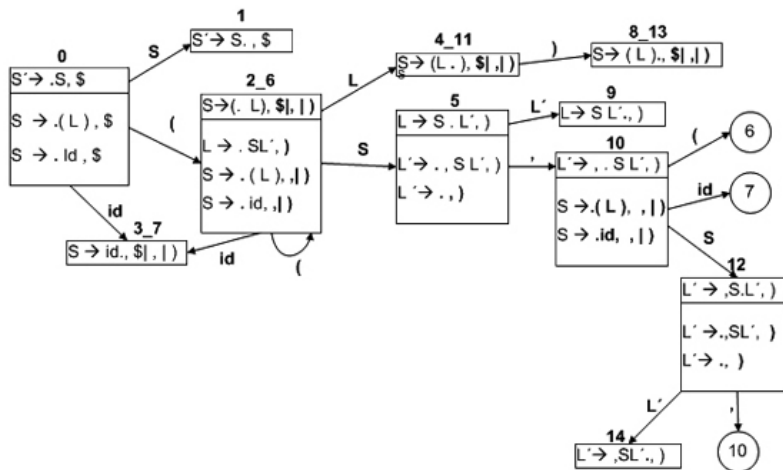 0
S´→ .S, $
S → .( L ) , $
S → . Id , $
S
1
S´→ S. , $
(
id
3_7
S → id., $| , | )
2_6
S→(. L), $|, | )
L → . SL´, )
S → . ( L ), ,| )
S → . id, ,| )
id
(
L
4_11
S→ (L . ), $| ,| )
S
)
8_13
S→ ( L )., $| ,| )
S
5
L → S . L´, )
L´→ . , S L´, )
L´→ . , )
L´
9
L→ S L´., )
,
10
L´→ , . S L´, )
S →.( L ), ,| )
S → .id, ,| )
(
6
id
7
S
12
L´ → ,S.L´, )
L´→.,SL´, )
L´→ ., )
L´
14
L´→ ,SL´., )
,
10